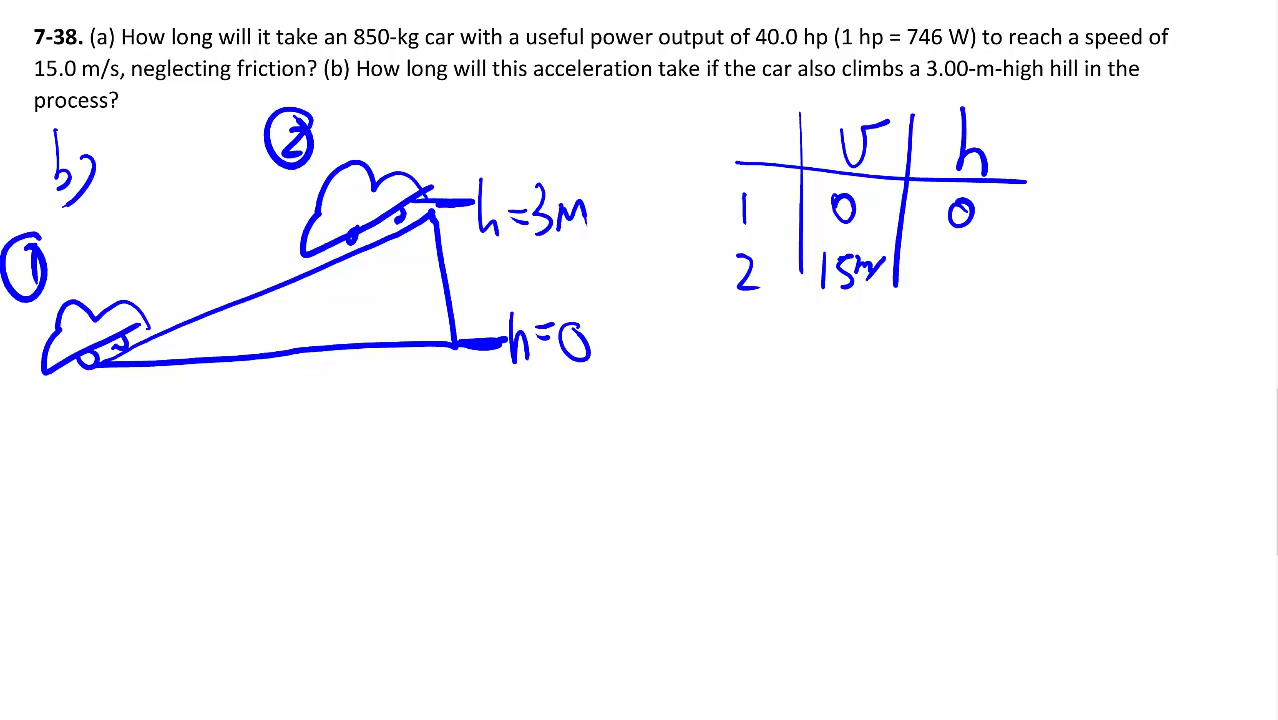 7-38. (a) How long will it take an 850-kg car with a useful power output of 40.0 hp (1 hp = 746 W) to reach a speed of
15.0 m/s, neglecting friction? (b) How long will this acceleration take if the car also climbs a 3.00-m-high hill in the
process?
b)
②
h=3m
①
h=0
v h
1 0 0
2 15m/